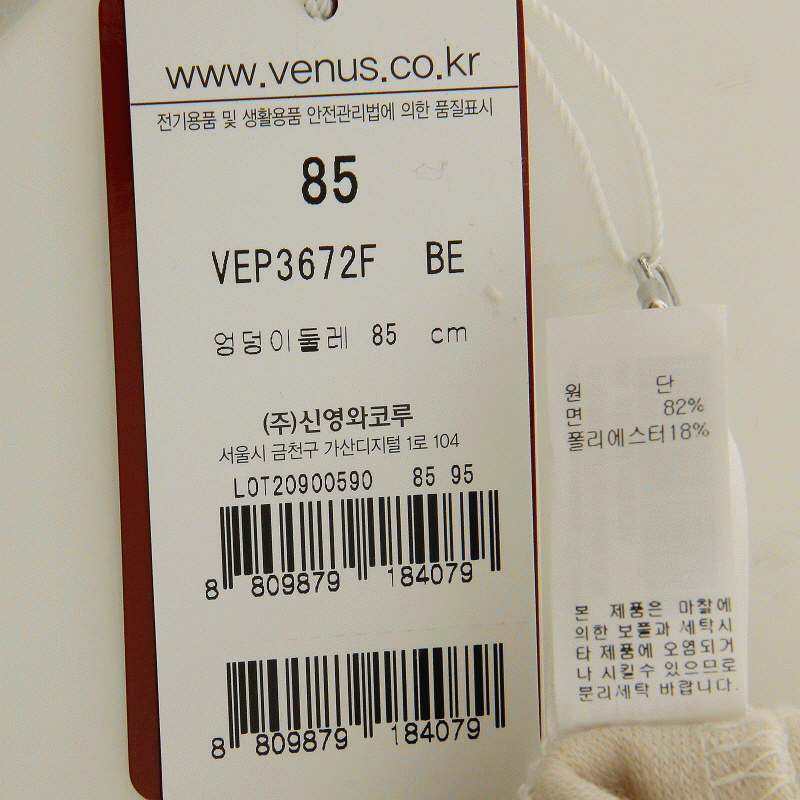 www.venus.co.kr
전기용품 및 생활용품 안전관리법에 의한 품질표시
85
VEP3672F BE
엉덩이둘레 85 cm
(주)신영와코루
서울시 금천구 가산디지털 1로 104
LOT20900590 85 95
8 809879 184079
8 809879 184079
원 단
면 82%
폴리에스터18%
본 제품은 마찰에
의한 보풀과 세탁시
타 제품에 오염되거
나 시킬수 있으므로
분리세탁 바랍니다.